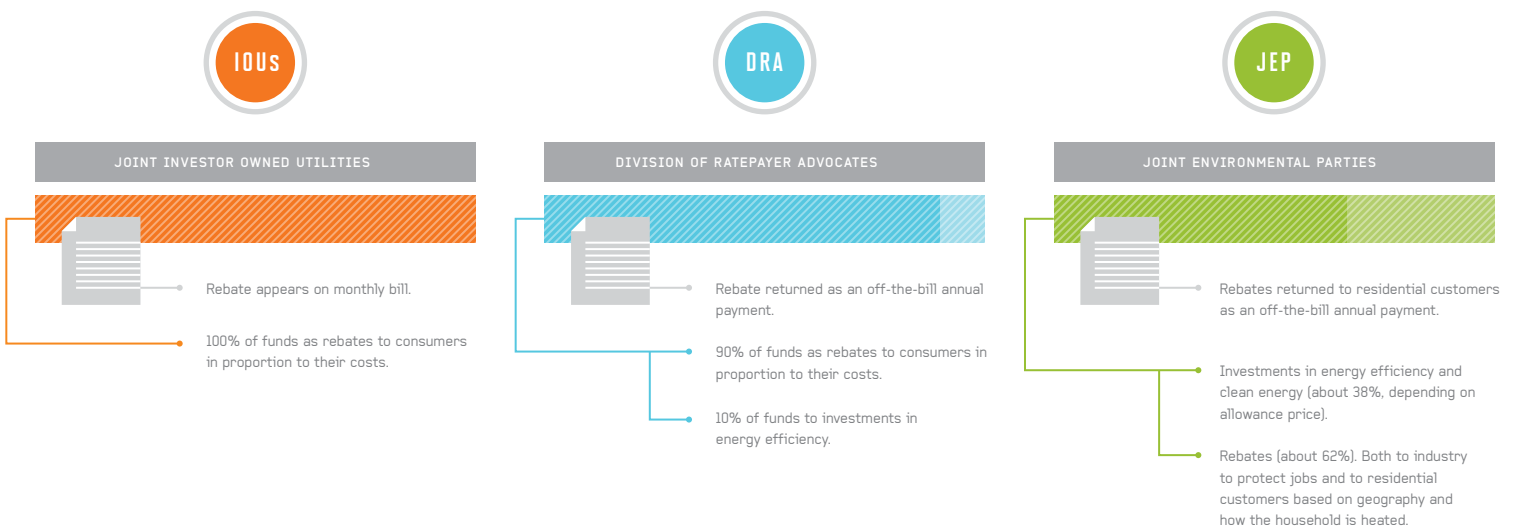 IOUs
JOINT INVESTOR OWNED UTILITIES
Rebate appears on monthly bill.
100% of funds as rebates to consumers
in proportion to their costs.
DRA
DIVISION OF RATEPAYER ADVOCATES
Rebate returned as an off-the-bill annual
payment.
90% of funds as rebates to consumers in
proportion to their costs.
10% of funds to investments in
energy efficiency.
JEP
JOINT ENVIRONMENTAL PARTIES
Rebates returned to residential customers
as an off-the-bill annual payment.
Investments in energy efficiency and
clean energy (about 38%, depending on
allowance price).
Rebates (about 62%). Both to industry
to protect jobs and to residential
customers based on geography and
how the household is heated.